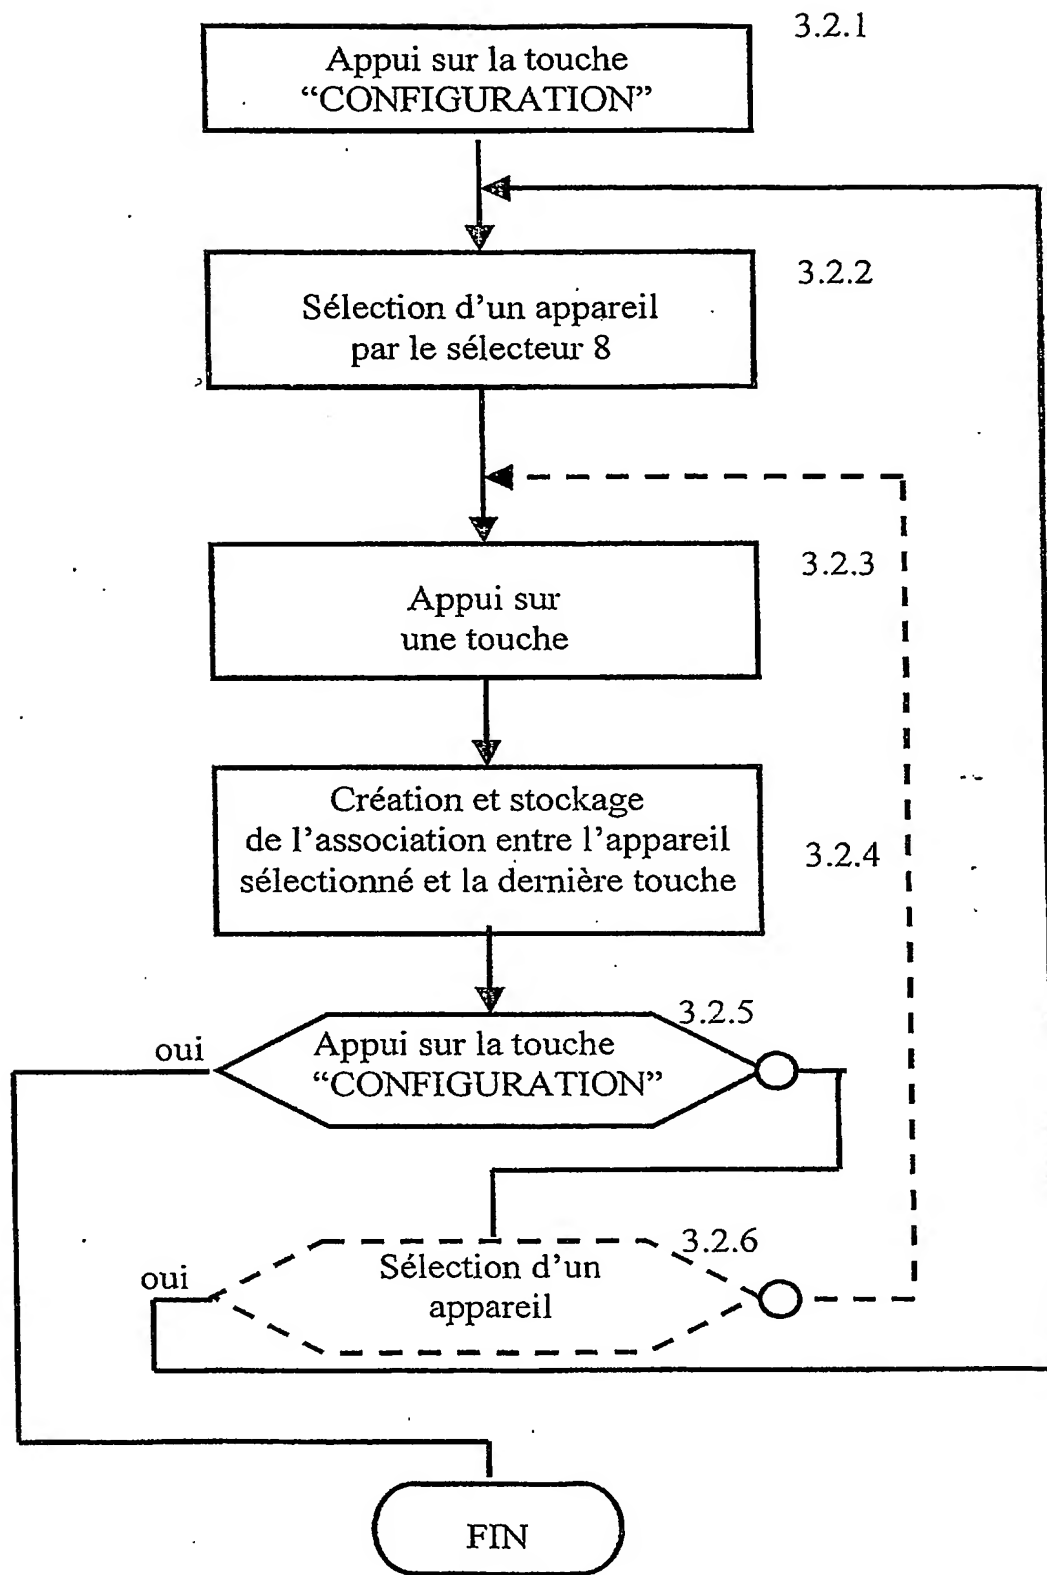 3.2.1
Appui sur la touche
“CONFIGURATION”
3.2.2
Sélection d’un appareil
par le sélecteur 8
3.2.3
Appui sur
une touche
Création et stockage
de l’association entre l’appareil
sélectionné et la dernière touche
3.2.4
3.2.5
oui
Appui sur la touche
“CONFIGURATION”
3.2.6
oui
Sélection d’un
appareil
FIN